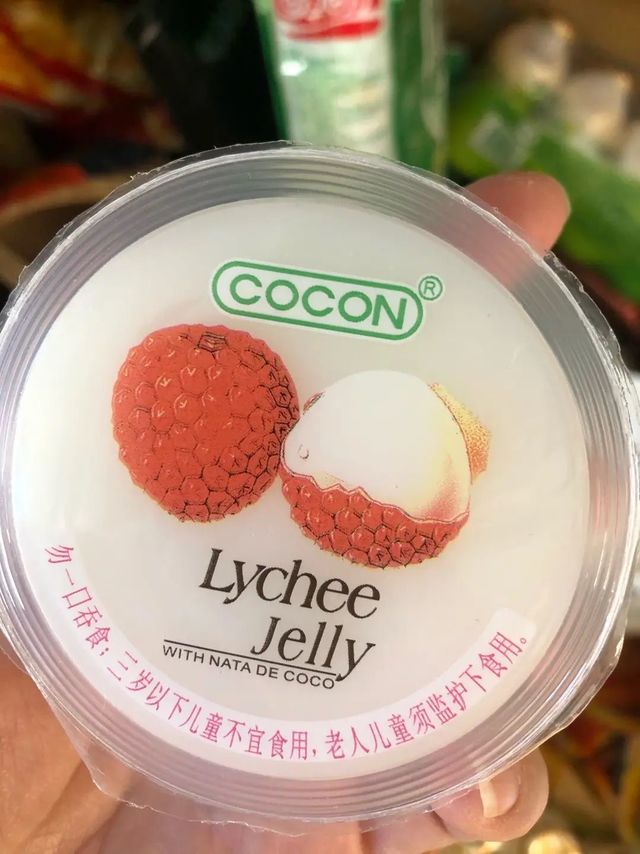 COCON®
Lychee
Jelly
WITH NATA DE COCO
勿一口吞食；三岁以下儿童不宜食用，老人儿童须监护下食用。